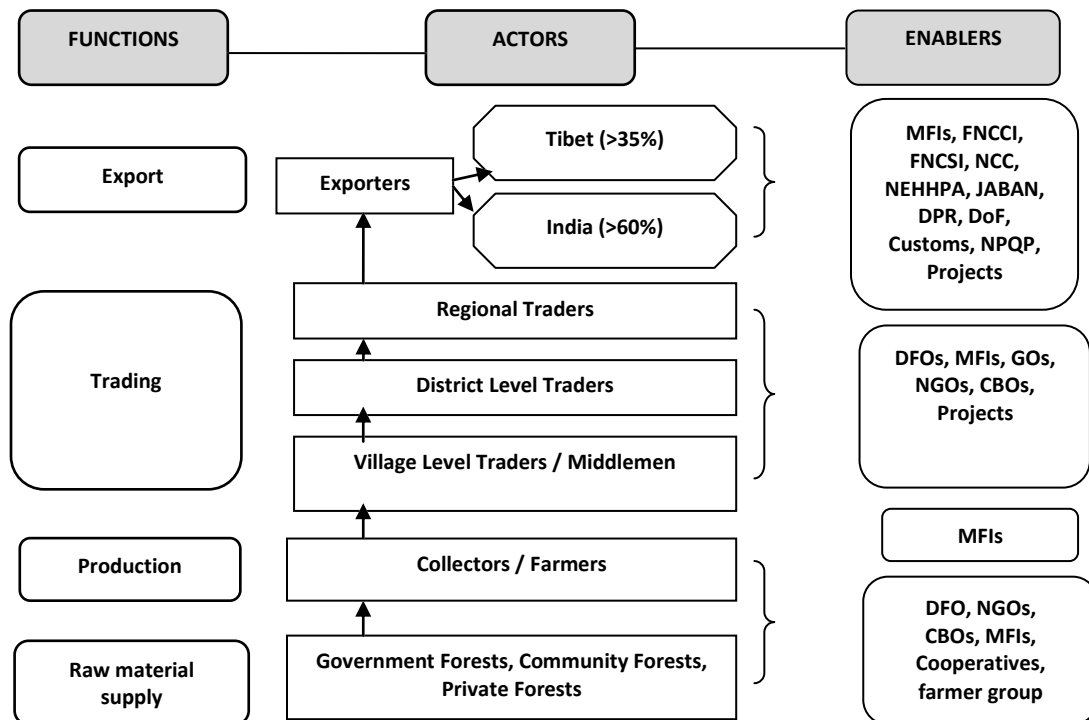 FUNCTIONS
ACTORS
ENABLERS
Export
Exporters
Tibet (>35%)
India (>60%)
MFIs, FNCCI,
FNCSI, NCC,
NEHHPA, JABAN,
DPR, DoF,
Customs, NPQP,
Projects
Trading
Regional Traders
District Level Traders
Village Level Traders / Middlemen
DFOs, MFIs, GOs,
NGOs, CBOs,
Projects
MFIs
Production
Collectors / Farmers
Raw material
supply
Government Forests, Community Forests,
Private Forests
DFO, NGOs,
CBOs, MFIs,
Cooperatives,
farmer group